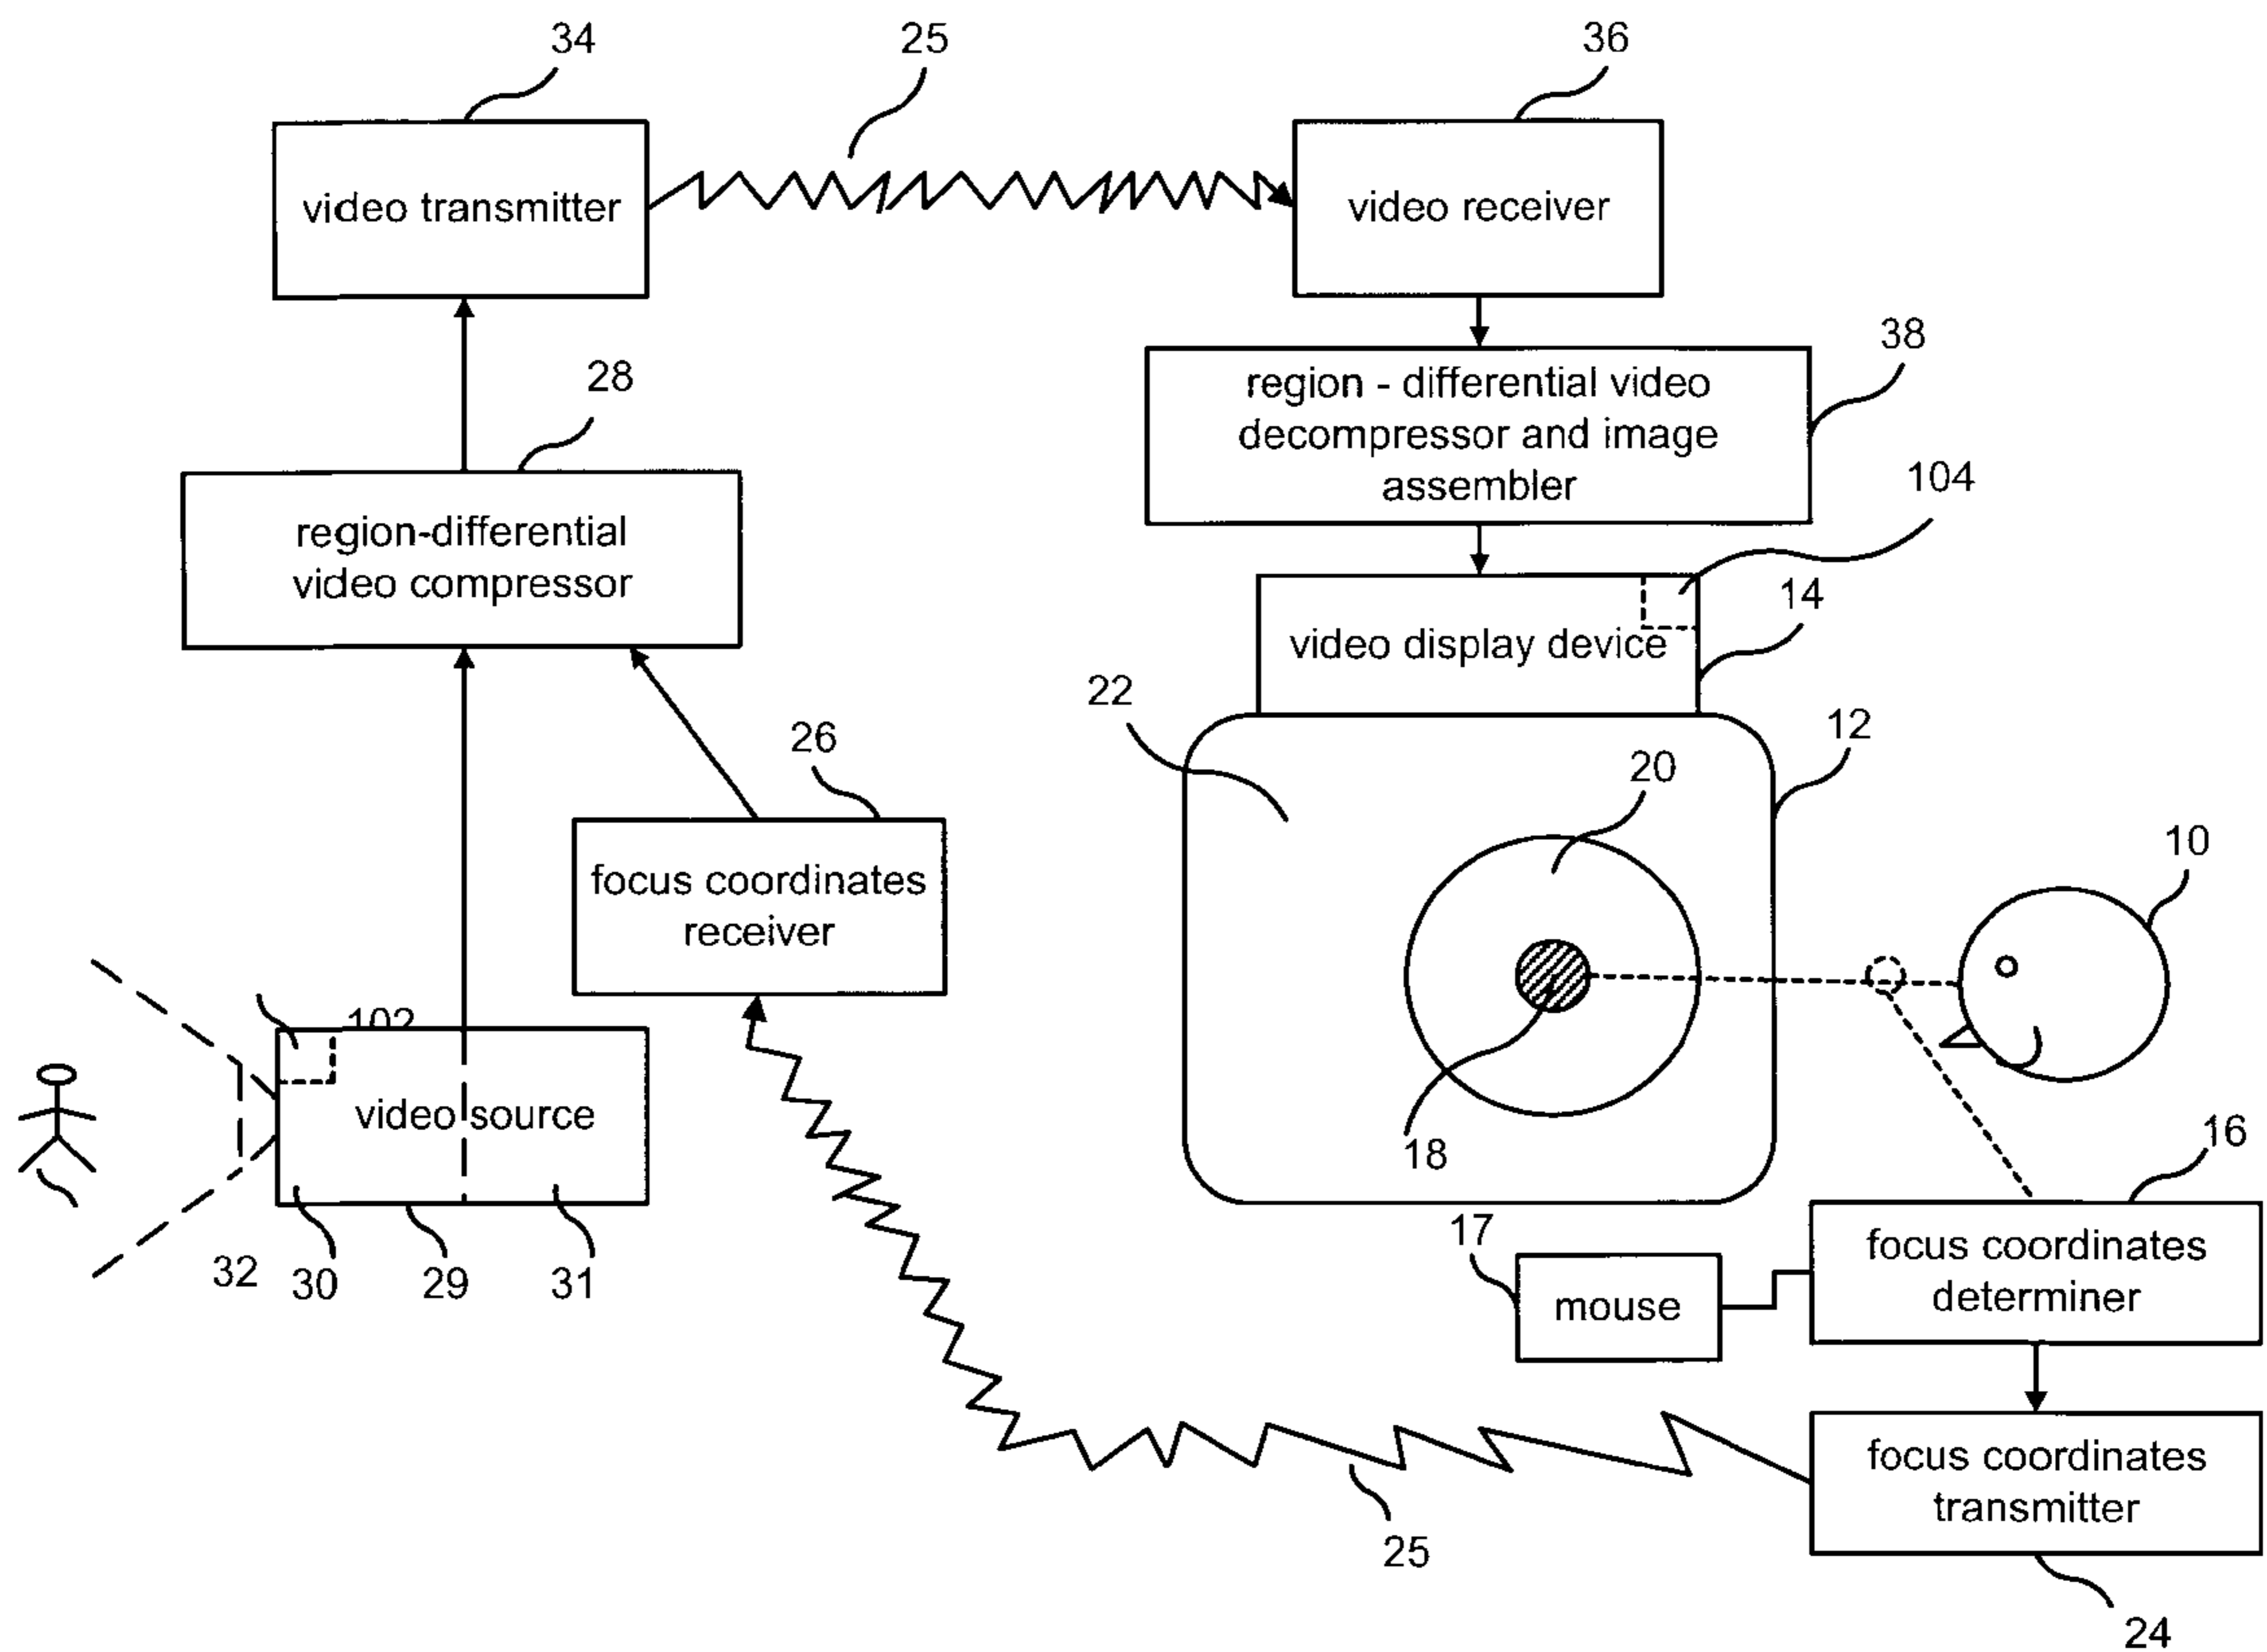 34
25
36
video transmitter
video receiver
38
28
region - differential video
decompressor and image
assembler
104
region-differential
video compressor
14
video display device
22
12
26
20
10
focus coordinates
receiver
102
video source
18
16
17
32
30
29
31
focus coordinates
determiner
mouse
focus coordinates
transmitter
25
24